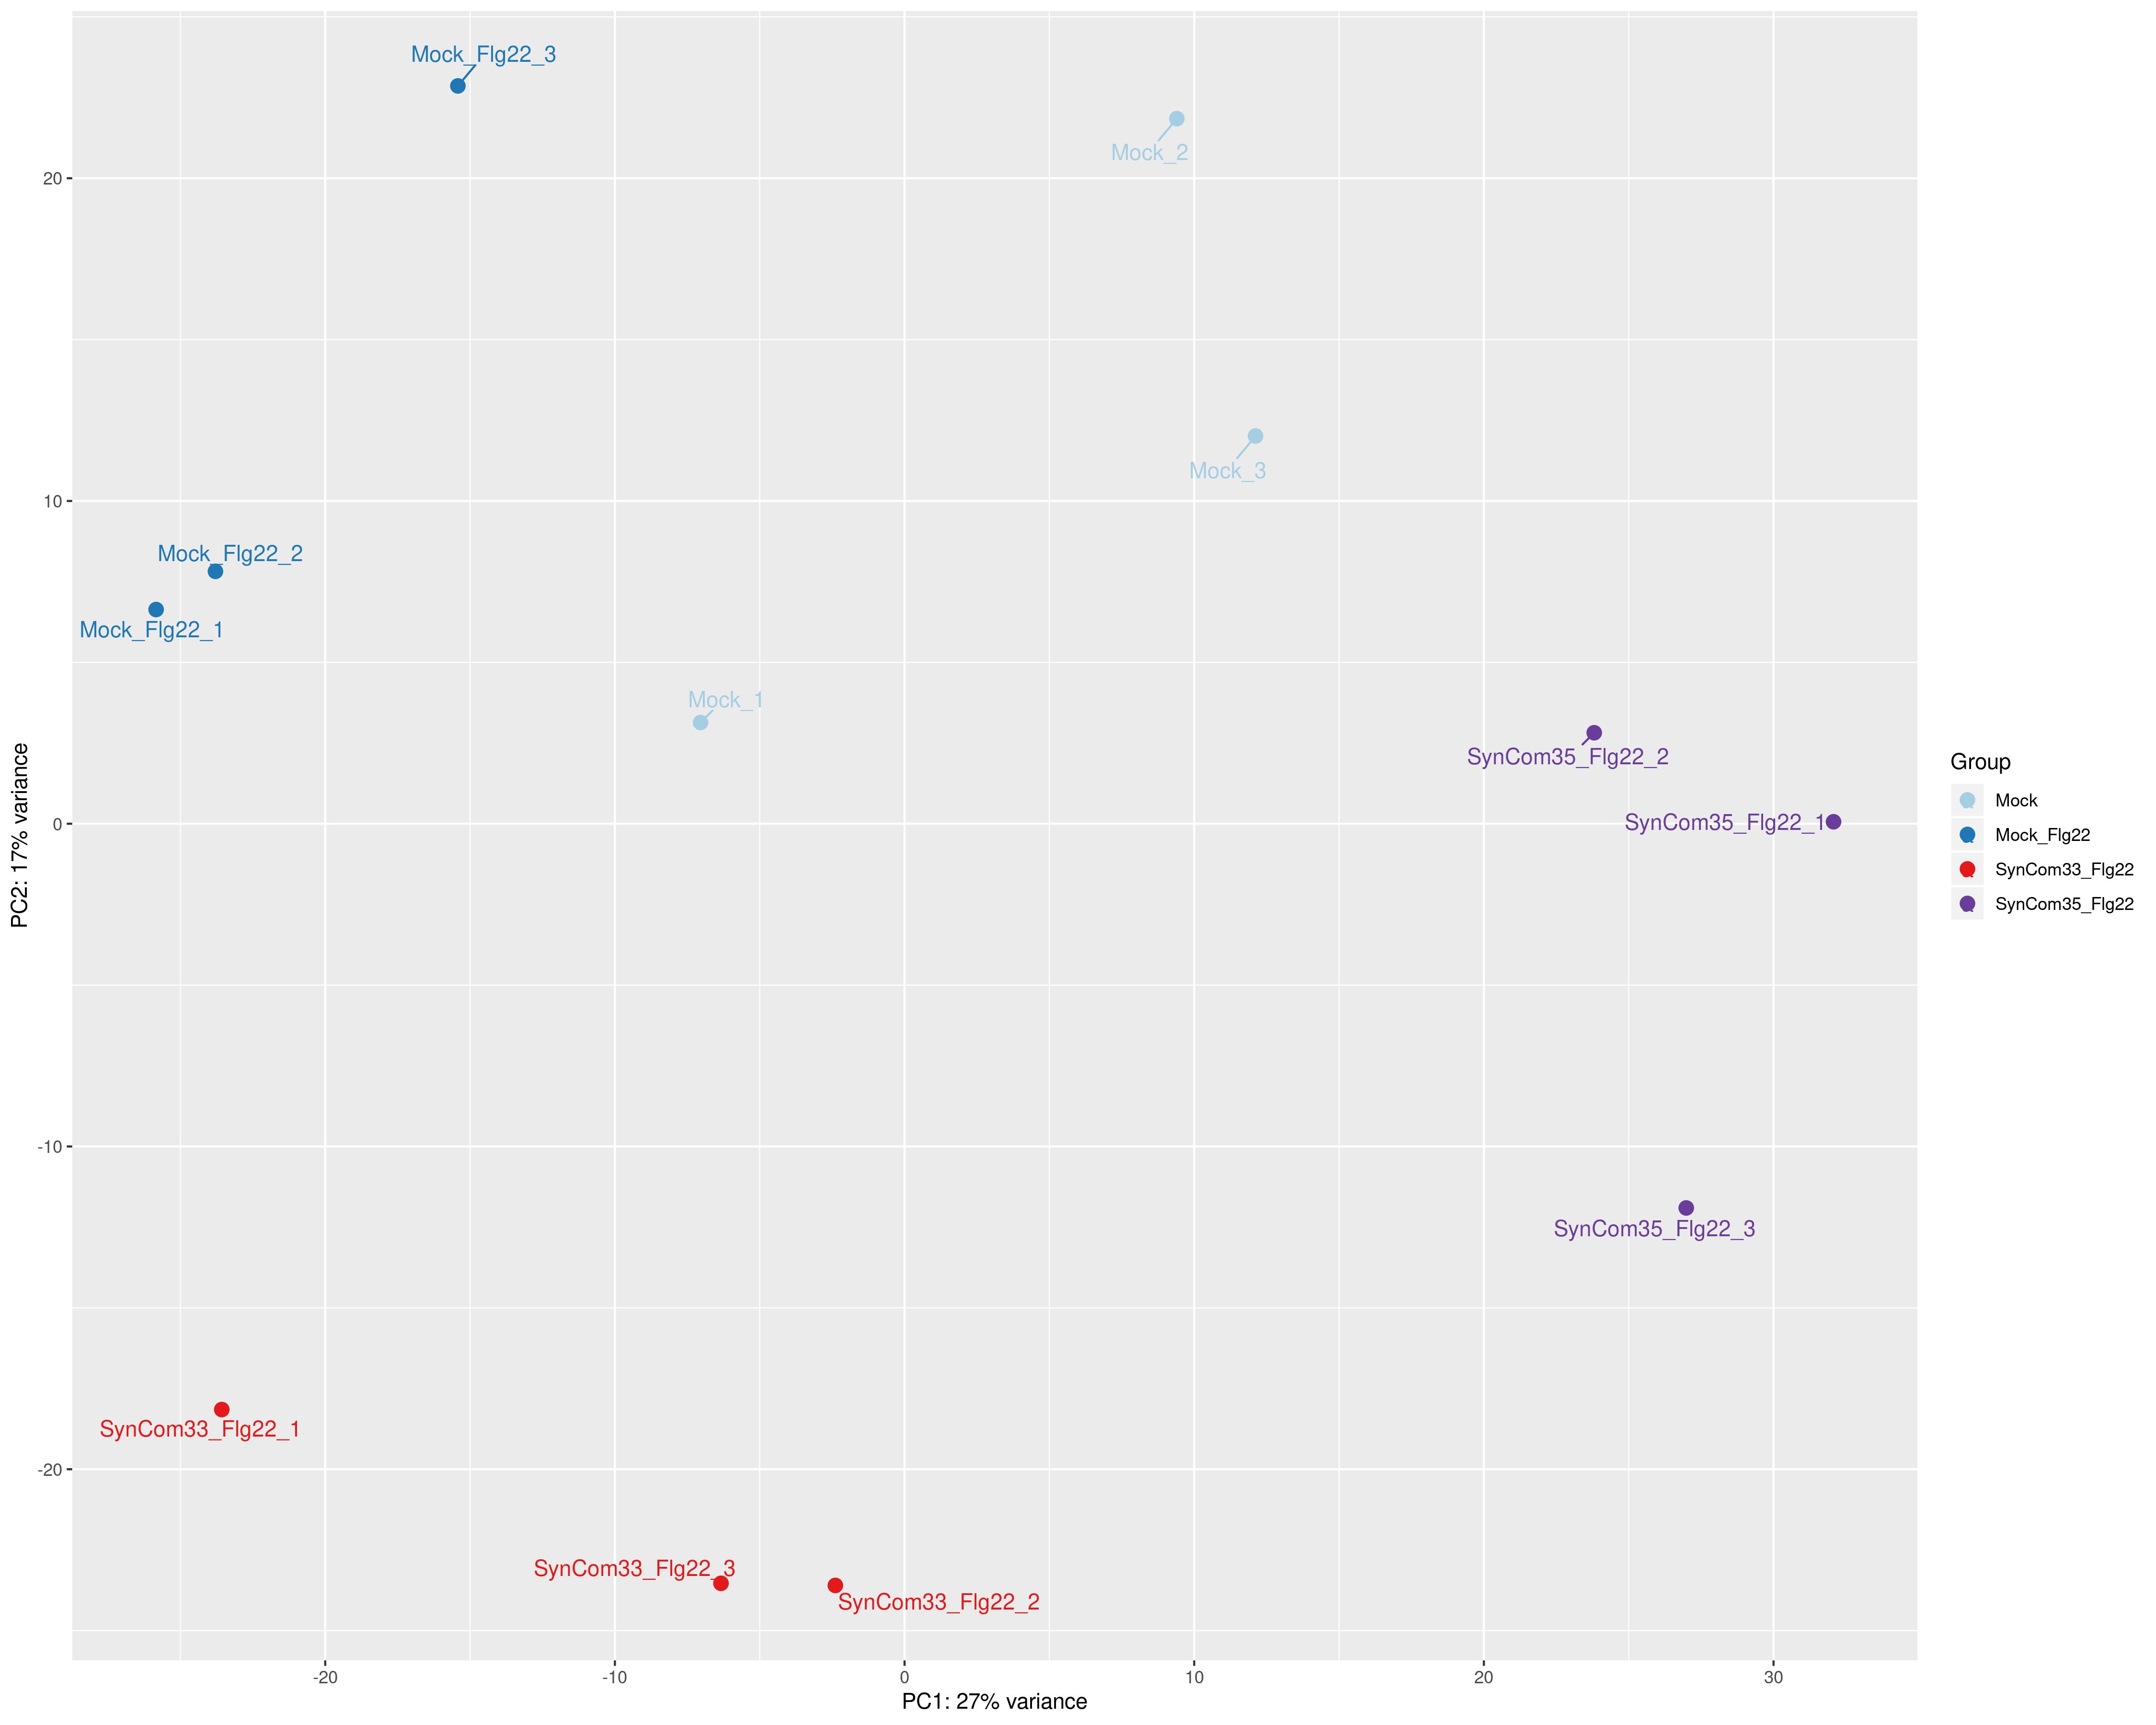 Mock_Flg22_3
Mock_2
20
Mock_3
10
Mock_Flg22_2
Mock_Flg22_1
Mock_1
SynCom35_Flg22_2
SynCom35_Flg22_1
0
PC2: 17% variance
Group
Mock
Mock_Flg22
SynCom33_Flg22
SynCom35_Flg22
-10
SynCom35_Flg22_3
SynCom33_Flg22_1
-20
SynCom33_Flg22_3
SynCom33_Flg22_2
-20 -10 0 10 20 30
PC1: 27% variance